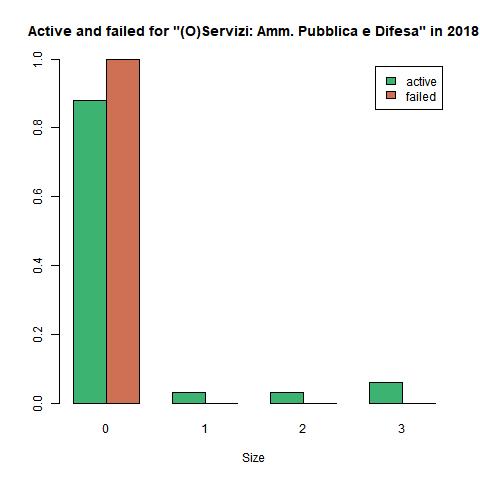 Active and failed for "(O)Servizi: Amm. Pubblica e Difesa" in 2018
active
failed
1.0
0.8
0.6
0.4
0.2
0.0
0 1 2 3
Size